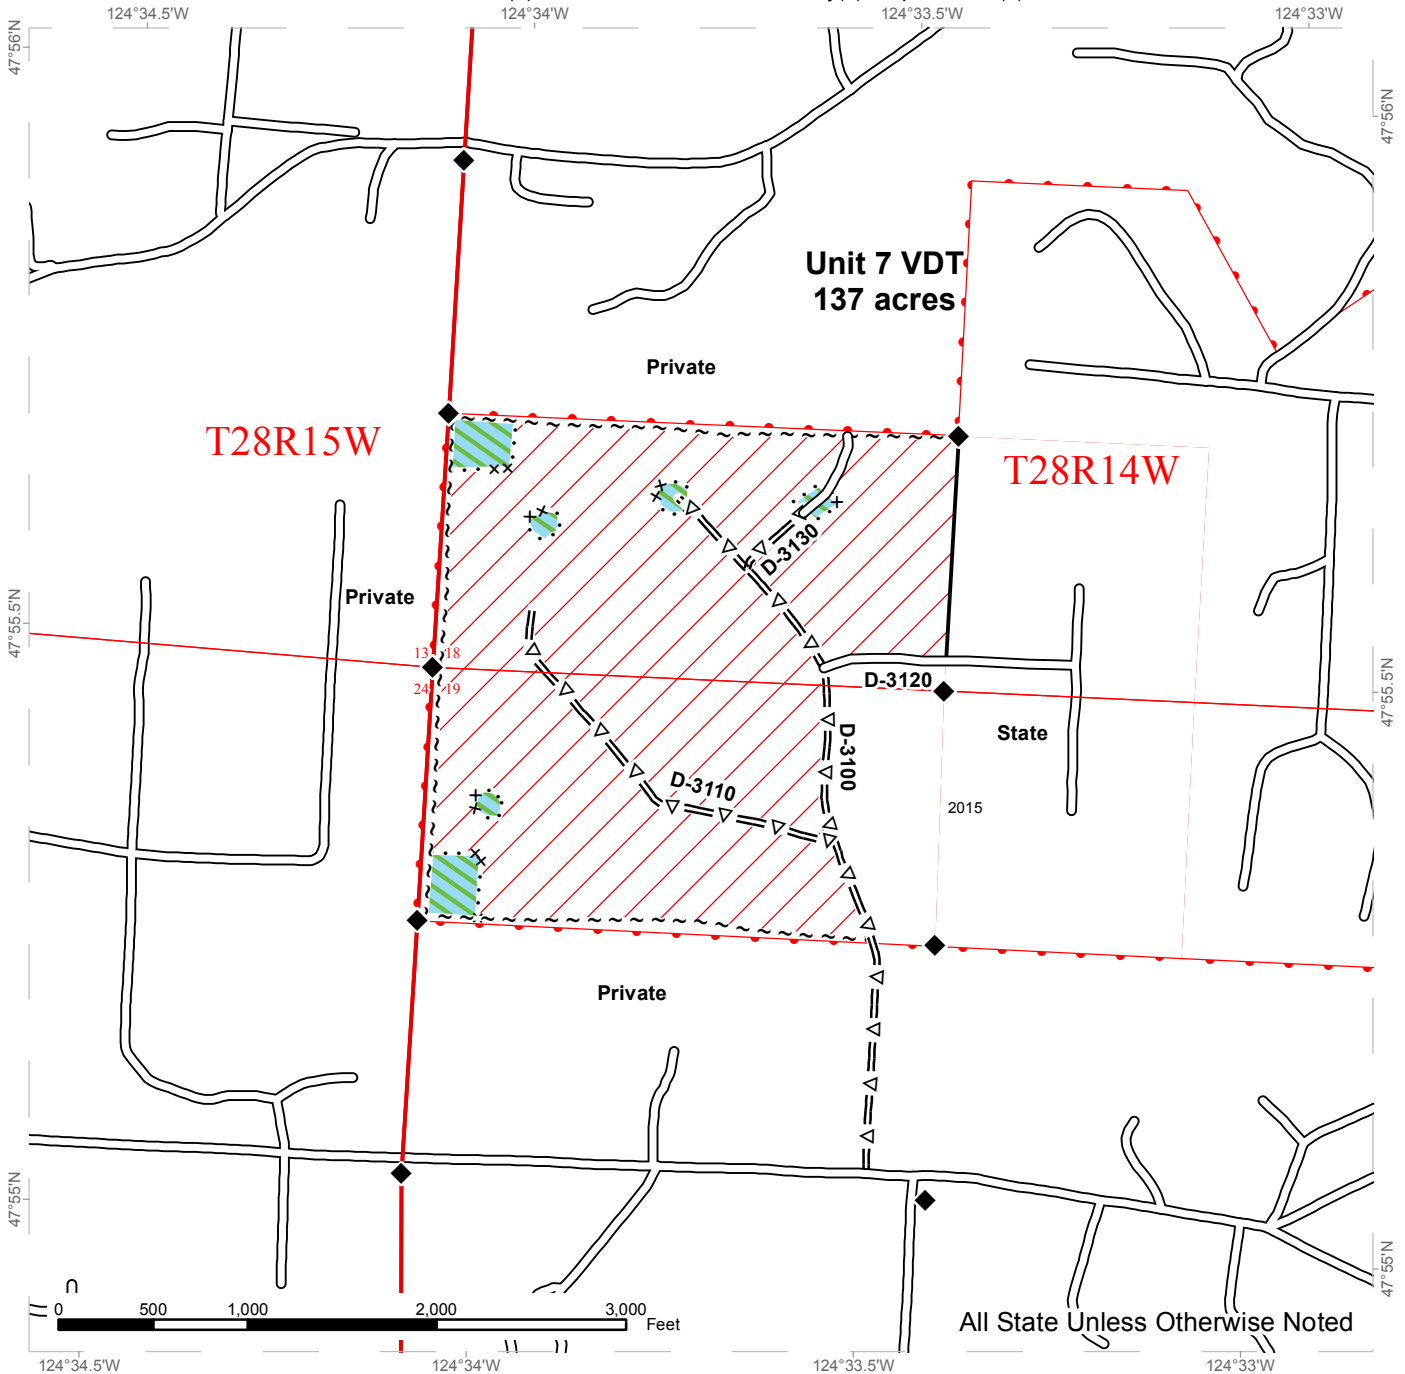 124°34.5'W
124°34'W
124°33.5'W
124°33'W
47°56'N
47°56'N
Unit 7 VDT
137 acres
Private
T28R15W
T28R14W
D-3130
Private
47°55.5'N
47°55.5'N
13 18
24 19
D-3120
State
D-3100
D-3110
2015
Private
47°55'N
47°55'N
0 500 1,000 2,000 3,000
Feet
All State Unless Otherwise Noted
124°34.5'W
124°34'W
124°33.5'W
124°33'W